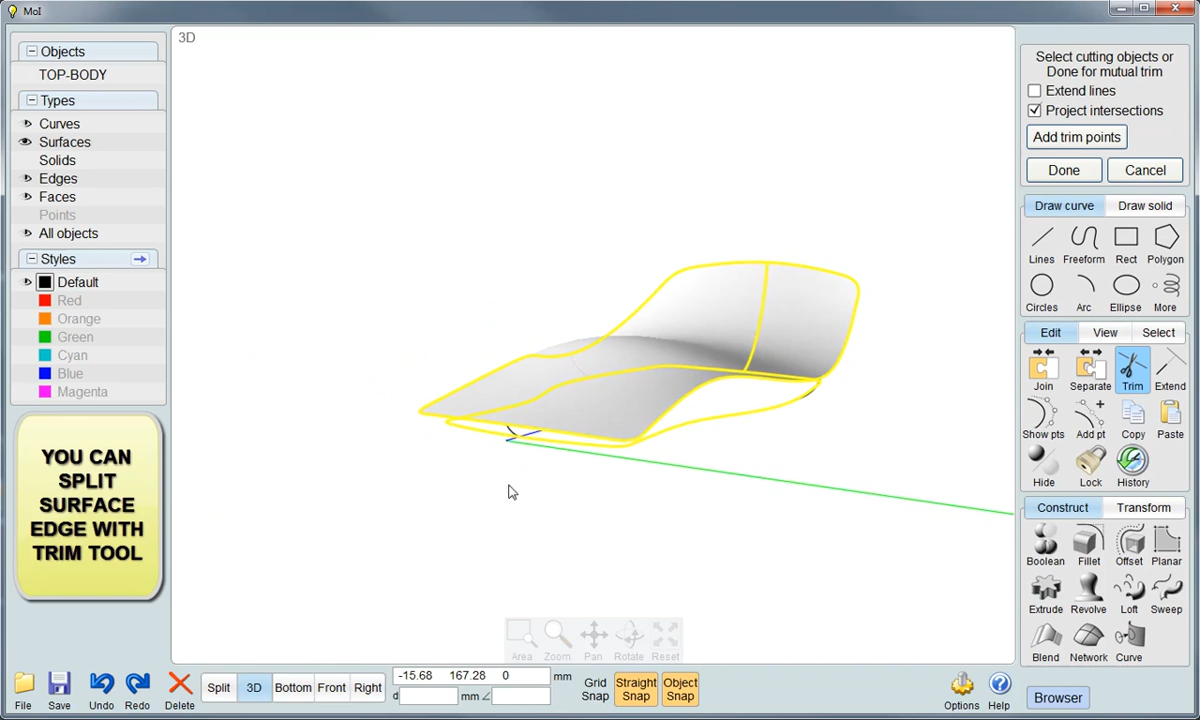 MoI
Objects
TOP-BODY
Types
Curves
Surfaces
Solids
Edges
Faces
Points
All objects
Styles
Default
Red
Orange
Green
Cyan
Blue
Magenta
YOU CAN
SPLIT
SURFACE
EDGE WITH
TRIM TOOL
3D
Area Zoom Pan Rotate Reset
File Save Undo Redo Delete
Split 3D Bottom Front Right
-15.68 167.28 0 mm
d mm ∠
Grid Snap
Straight Snap
Object Snap
Options Help
Select cutting objects or
Done for mutual trim
Extend lines
Project intersections
Add trim points
Done Cancel
Draw curve Draw solid
Lines Freeform Rect Polygon
Circles Arc Ellipse More
Edit View Select
Join Separate Trim Extend
Show pts Add pt Copy Paste
Hide Lock History
Construct Transform
Boolean Fillet Offset Planar
Extrude Revolve Loft Sweep
Blend Network Curve
Browser